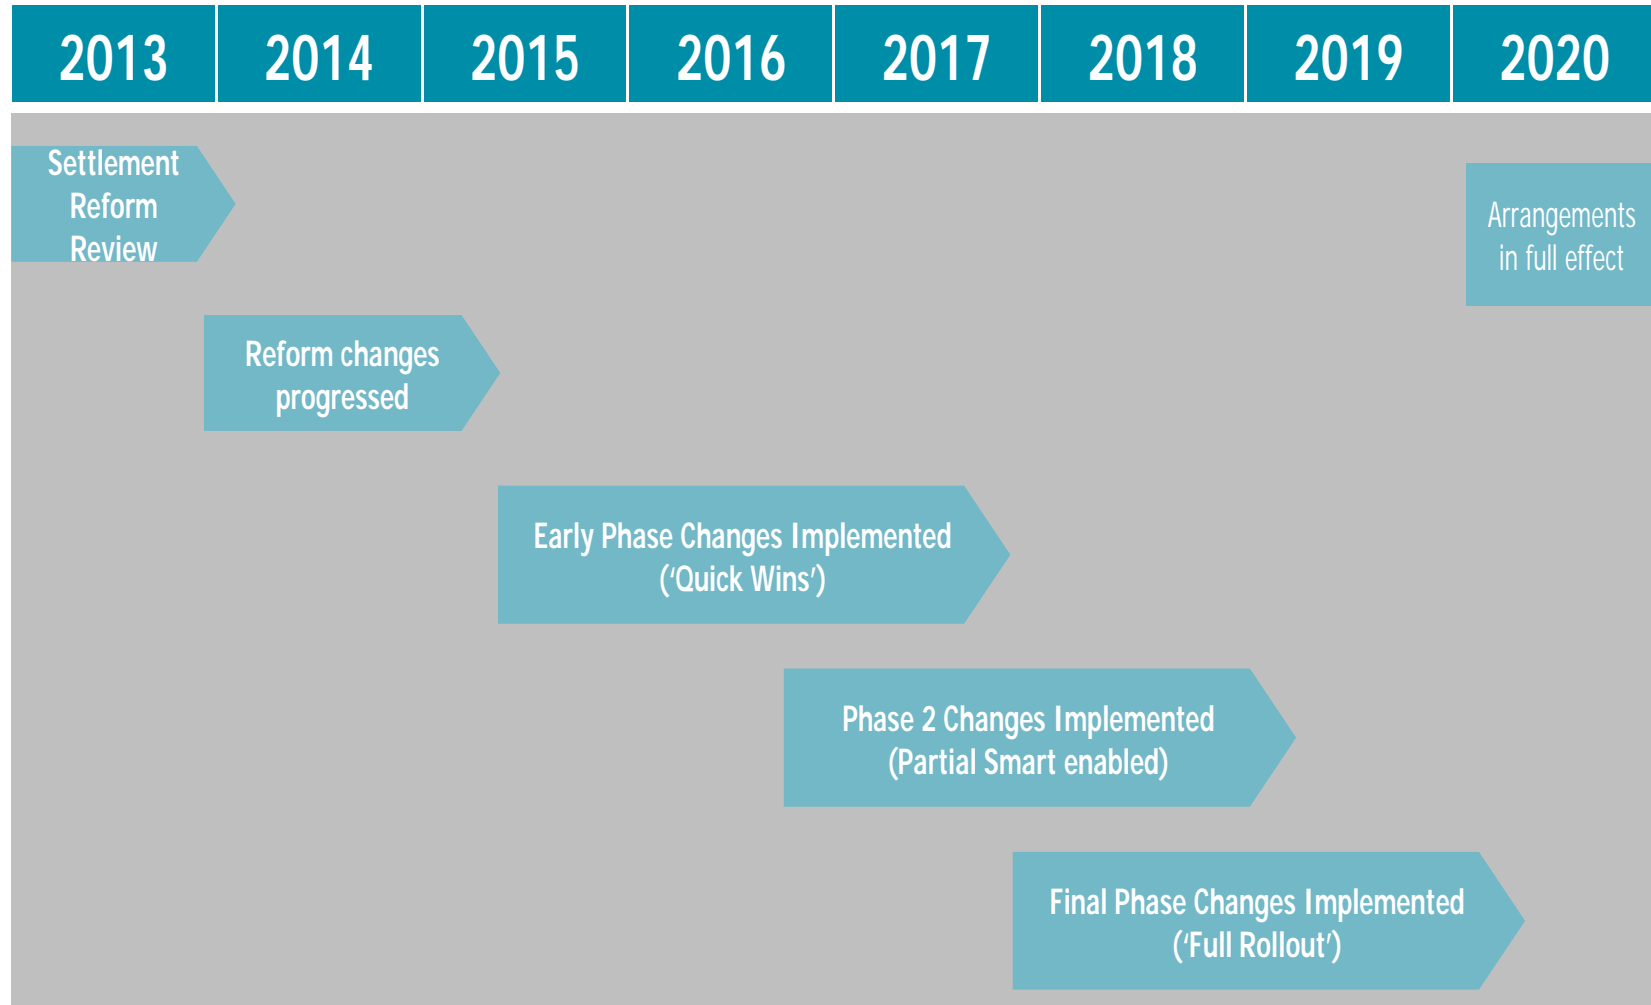 2013 2014 2015 2016 2017 2018 2019 2020
Settlement
Reform
Review
Arrangements
in full effect
Reform changes
progressed
Early Phase Changes Implemented
(‘Quick Wins’)
Phase 2 Changes Implemented
(Partial Smart enabled)
Final Phase Changes Implemented
(‘Full Rollout’)